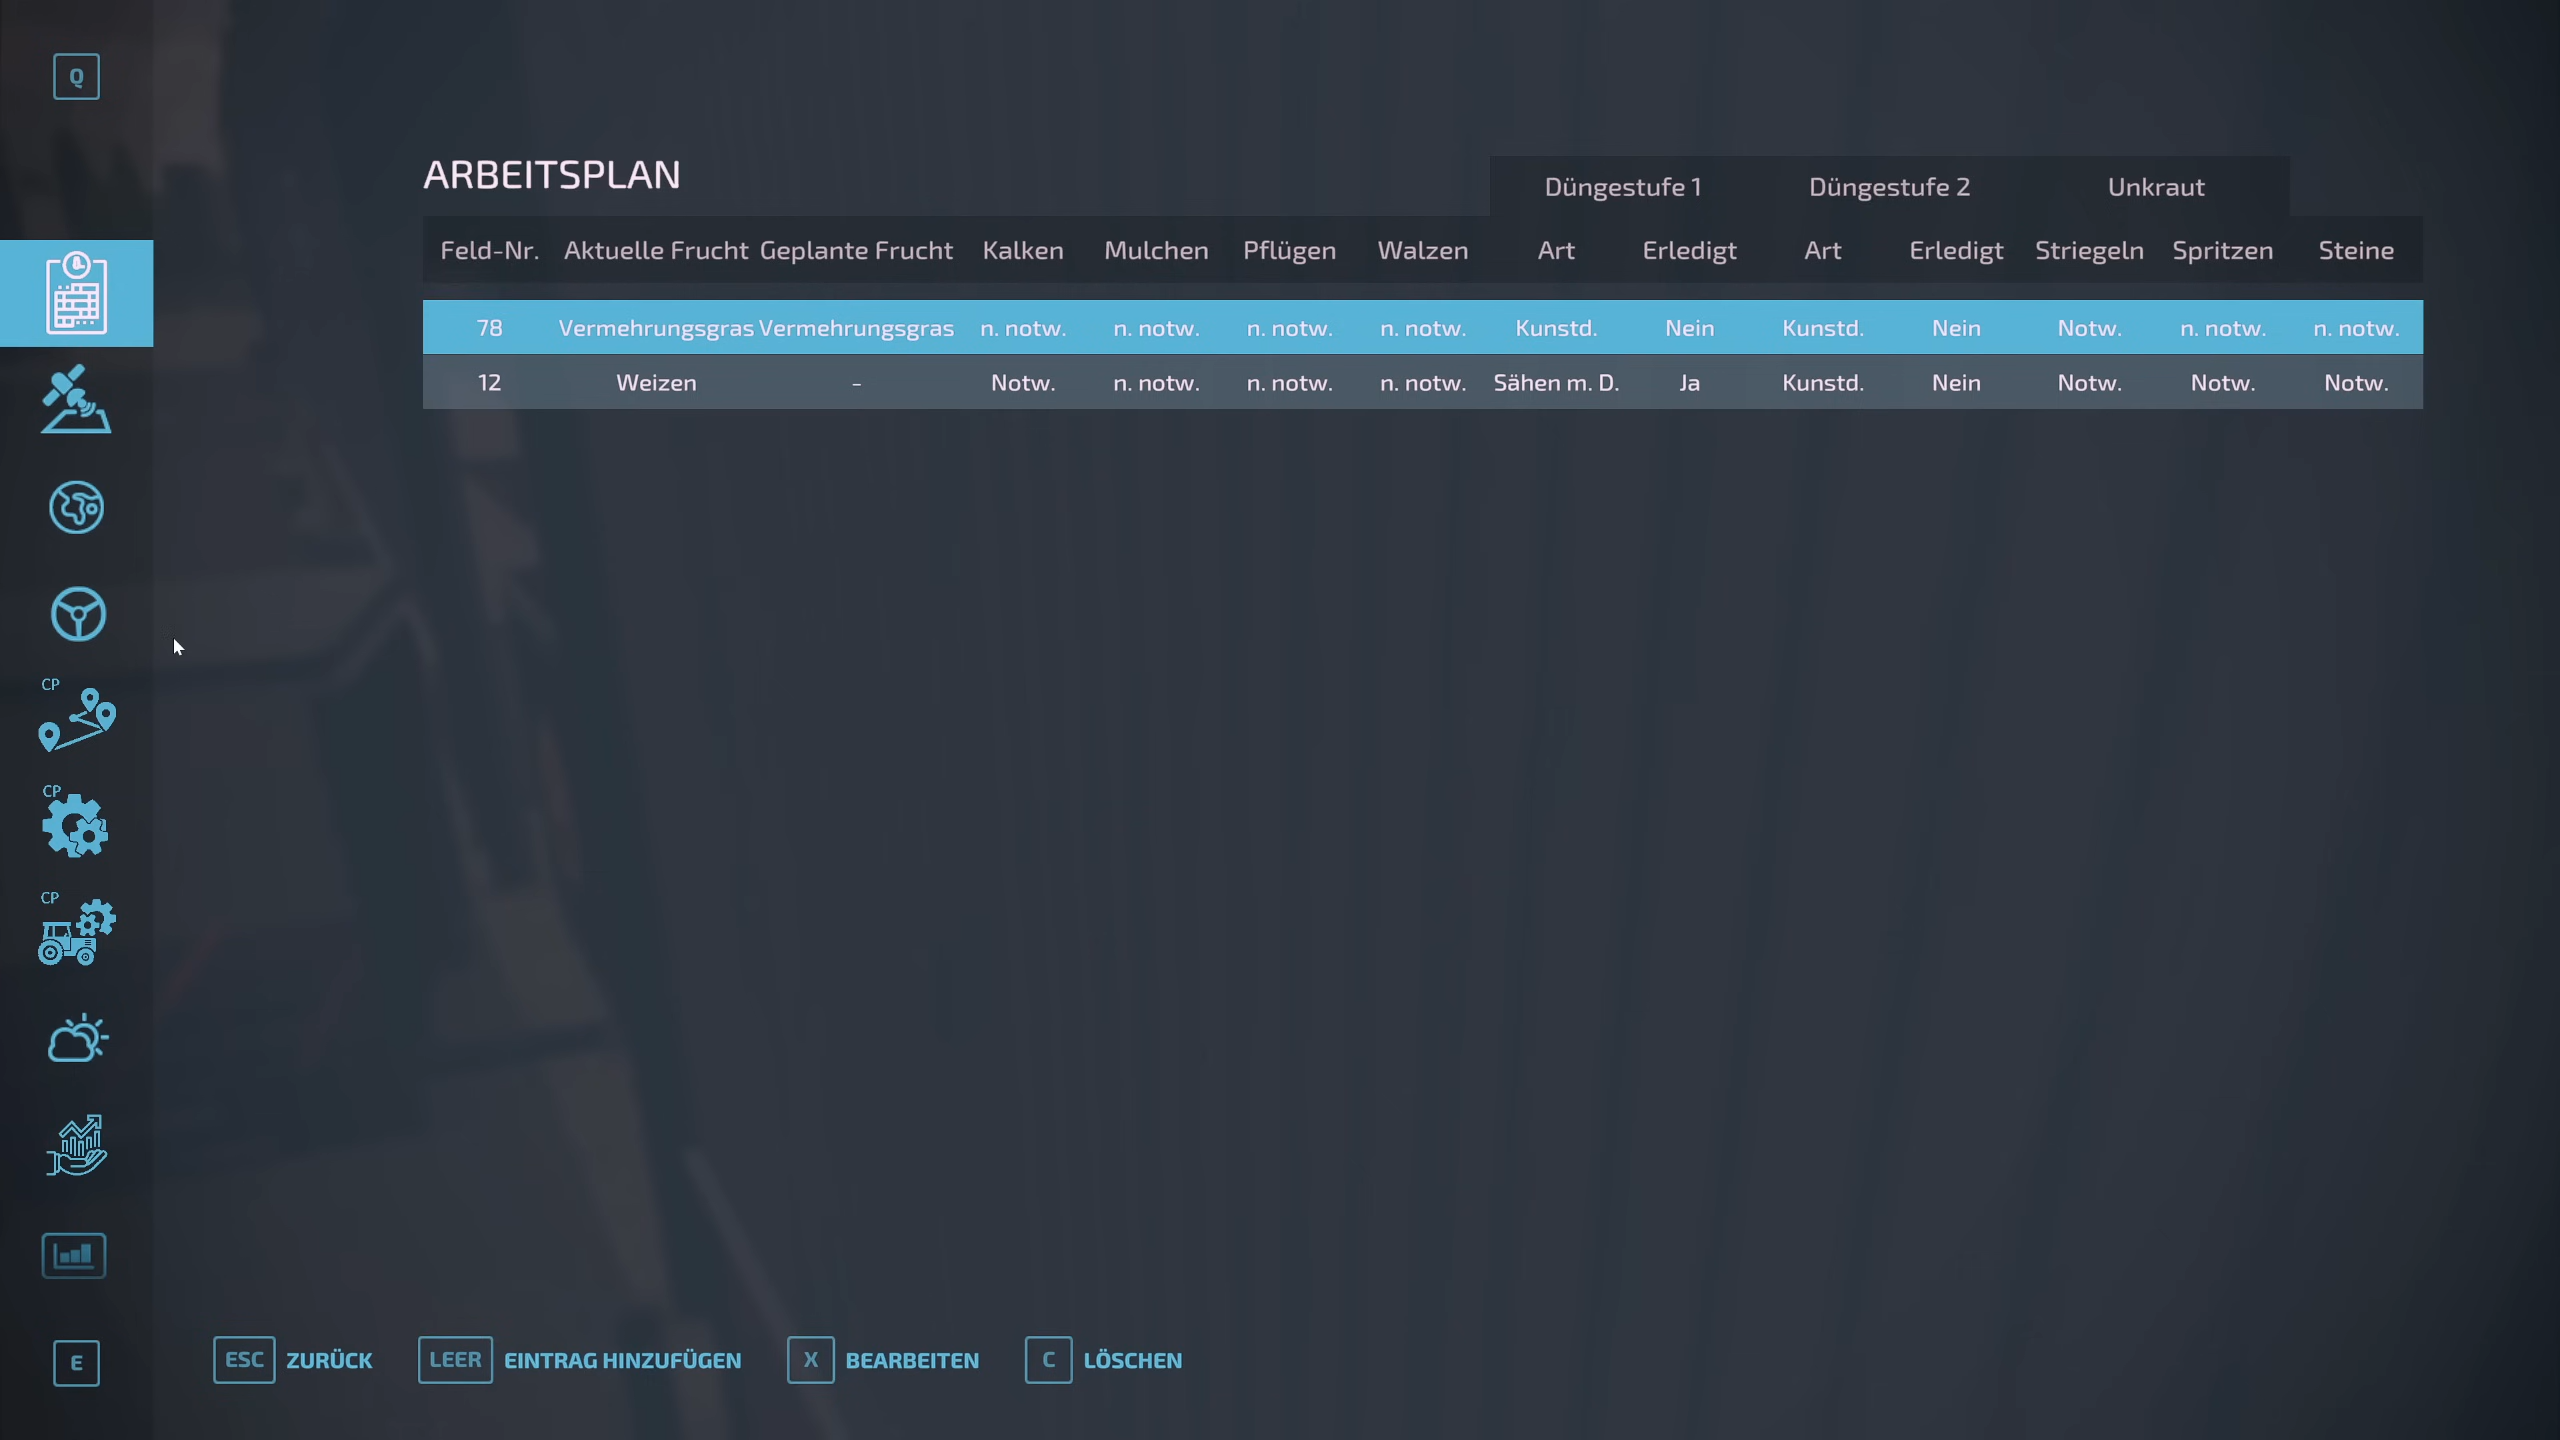 Q
ARBEITSPLAN
Düngestufe 1 Düngestufe 2 Unkraut
Feld-Nr. Aktuelle Frucht Geplante Frucht Kalken Mulchen Pflügen Walzen Art Erledigt Art Erledigt Striegeln Spritzen Steine
78 Vermehrungsgras Vermehrungsgras n. notw. n. notw. n. notw. n. notw. Kunstd. Nein Kunstd. Nein Notw. n. notw. n. notw.
12 Weizen - Notw. n. notw. n. notw. n. notw. Sähen m. D. Ja Kunstd. Nein Notw. Notw. Notw.
CP
CP
CP
E
ESC ZURÜCK LEER EINTRAG HINZUFÜGEN X BEARBEITEN C LÖSCHEN